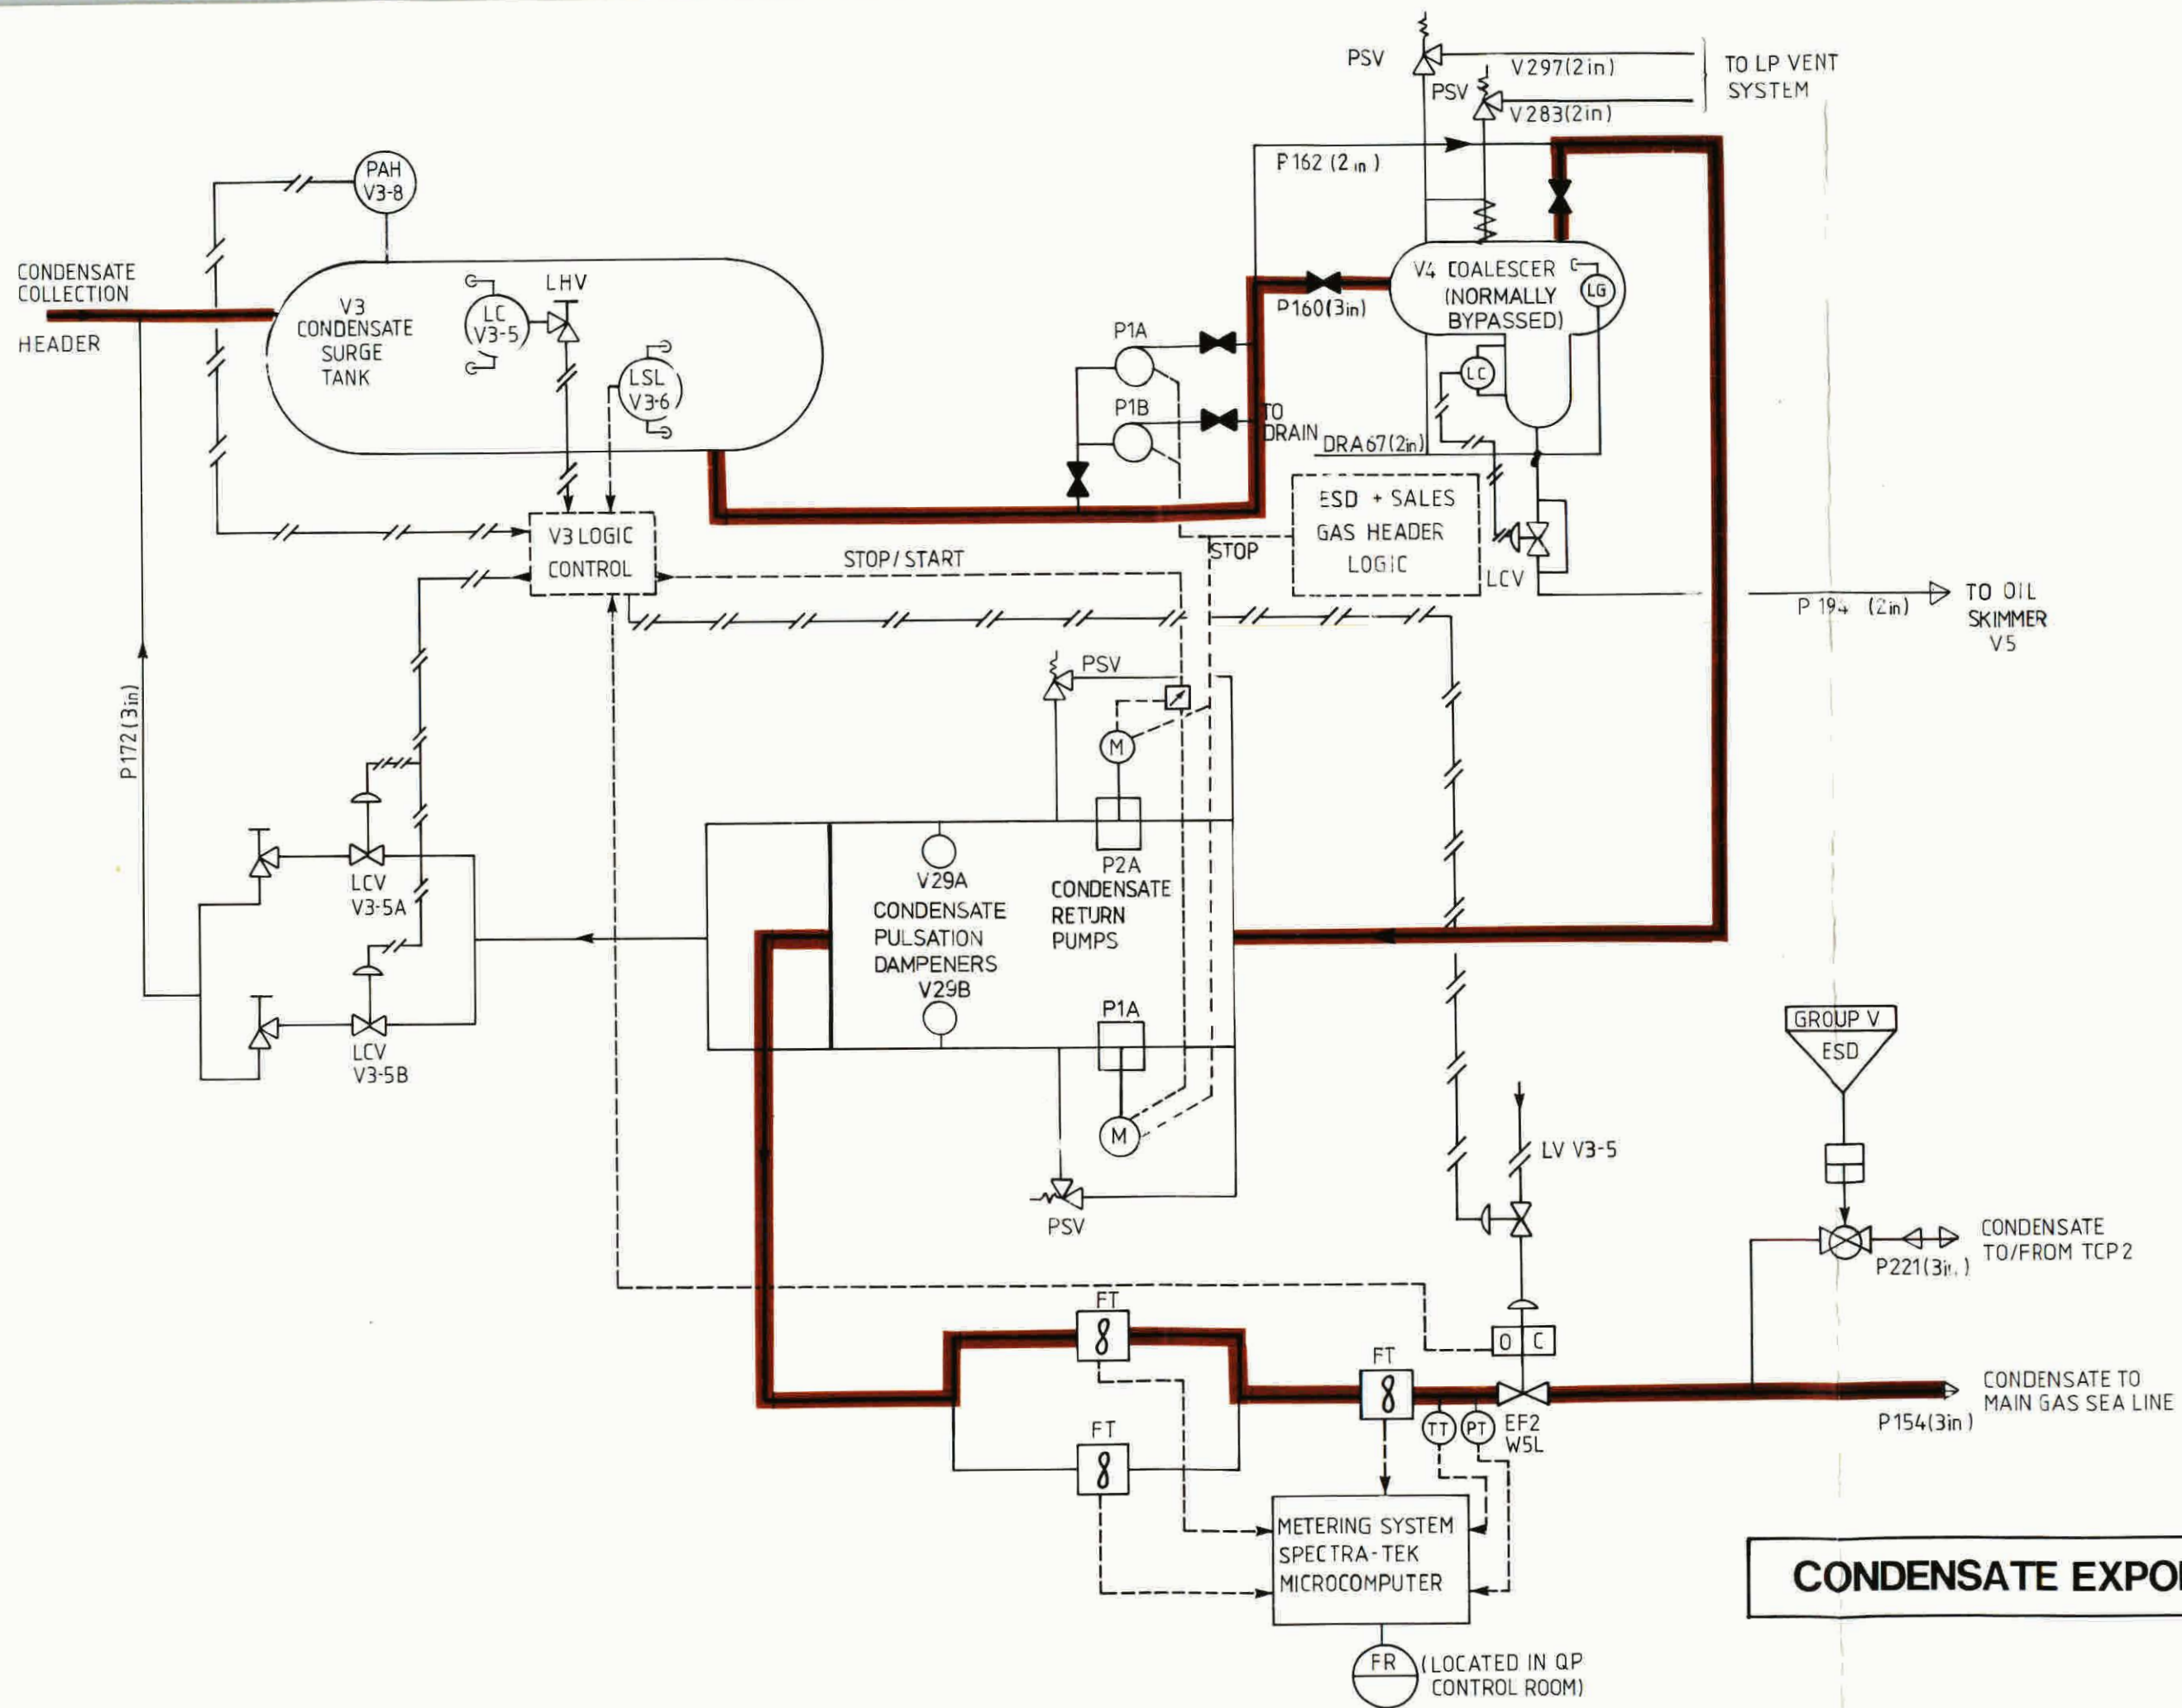 PSV
V297(2in)
TO LP VENT
SYSTEM
PSV
V283(2in)
P162 (2in)
PAH
V3-8
CONDENSATE
COLLECTION
HEADER
V3
CONDENSATE
SURGE
TANK
LC
V3-5
LHV
LSL
V3-6
V4 COALESCER
(NORMALLY
BYPASSED)
LG
P160(3in)
P1A
P1B
LC
TO
DRAIN
DRA67(2in)
ESD + SALES
GAS HEADER
LOGIC
STOP
LCV
V3 LOGIC
CONTROL
STOP/START
P 194 (2in)
TO OIL
SKIMMER
V5
P172(3in)
PSV
M
LCV
V3-5A
V29A
CONDENSATE
PULSATION
DAMPENERS
V29B
P2A
CONDENSATE
RETURN
PUMPS
P1A
M
PSV
LCV
V3-5B
GROUP V
ESD
LV V3-5
CONDENSATE
TO/FROM TCP2
P221(3in)
FT
O C
FT
CONDENSATE TO
MAIN GAS SEA LINE
P154(3in)
TT
PT
EF2
W5L
FT
METERING SYSTEM
SPECTRA-TEK
MICROCOMPUTER
FR
(LOCATED IN QP
CONTROL ROOM)
CONDENSATE EXPO